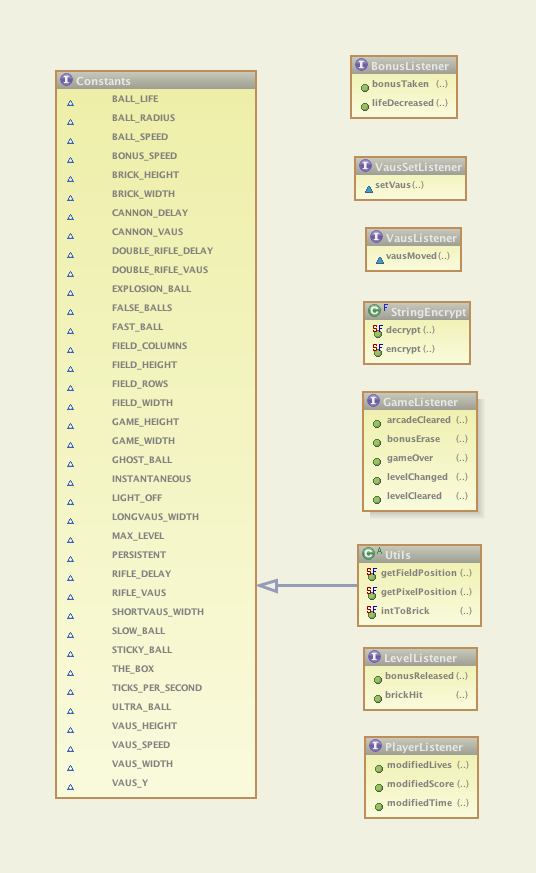 I Constants
BALL_LIFE
BALL_RADIUS
BALL_SPEED
BONUS_SPEED
BRICK_HEIGHT
BRICK_WIDTH
CANNON_DELAY
CANNON_VAUS
DOUBLE_RIFLE_DELAY
DOUBLE_RIFLE_VAUS
EXPLOSION_BALL
FALSE_BALLS
FAST_BALL
FIELD_COLUMNS
FIELD_HEIGHT
FIELD_ROWS
FIELD_WIDTH
GAME_HEIGHT
GAME_WIDTH
GHOST_BALL
INSTANTANEOUS
LIGHT_OFF
LONGVAUS_WIDTH
MAX_LEVEL
PERSISTENT
RIFLE_DELAY
RIFLE_VAUS
SHORTVAUS_WIDTH
SLOW_BALL
STICKY_BALL
THE_BOX
TICKS_PER_SECOND
ULTRA_BALL
VAUS_HEIGHT
VAUS_SPEED
VAUS_WIDTH
VAUS_Y
I BonusListener
bonusTaken (..)
lifeDecreased (..)
I VausSetListener
setVaus (..)
I VausListener
vausMoved (..)
C F StringEncrypt
SF decrypt (..)
SF encrypt (..)
I GameListener
arcadeCleared (..)
bonusErase (..)
gameOver (..)
levelChanged (..)
levelCleared (..)
C A Utils
SF getFieldPosition (..)
SF getPixelPosition (..)
SF intToBrick (..)
I LevelListener
bonusReleased (..)
brickHit (..)
I PlayerListener
modifiedLives (..)
modifiedScore (..)
modifiedTime (..)